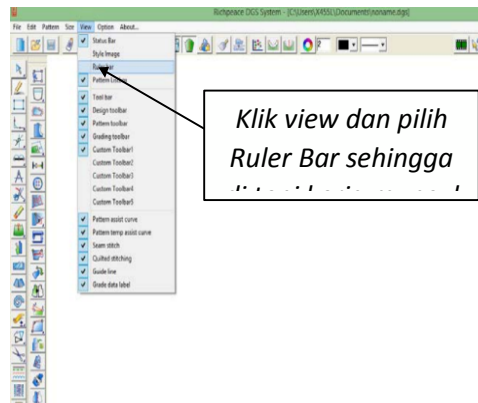 Richpeace DGS System - [C:\Users\X455L\Documents\noname.dgs]
File Edit Pattern Size View Option About...
Status Bar
Style Image
Ruler bar
Pattern
Tool bar
Design toolbar
Pattern toolbar
Grading toolbar
Custom Toolbar1
Custom Toolbar2
Custom Toolbar3
Custom Toolbar4
Custom Toolbar5
Pattern assist curve
Pattern temp assist curve
Seam stitch
Quilted stitching
Guide line
Grade data label
Klik view dan pilih
Ruler Bar sehingga